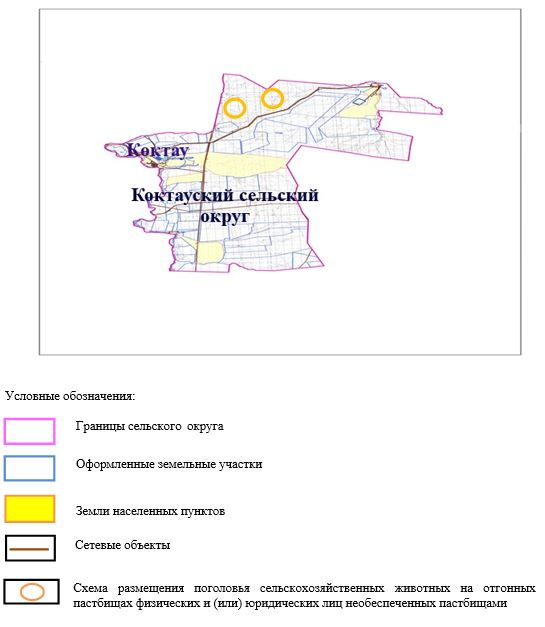 Коктау
Коктауский сельский
округ
Условные обозначения:
Границы сельского округа
Оформленные земельные участки
Земли населенных пунктов
Сетевые объекты
Схема размещения поголовья сельскохозяйственных животных на отгонных
пастбищах физических и (или) юридических лиц необеспеченных пастбищами